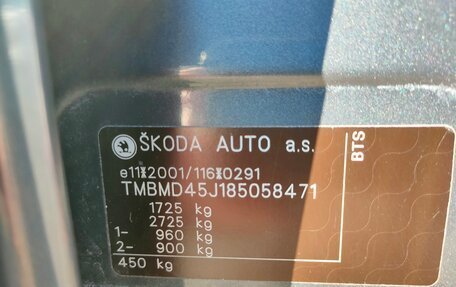 ŠKODA AUTO a.s.
e11*2001/116*0291
TMBMD45J185058471
1725 kg
2725 kg
1- 960 kg
2- 900 kg
450 kg
BTS